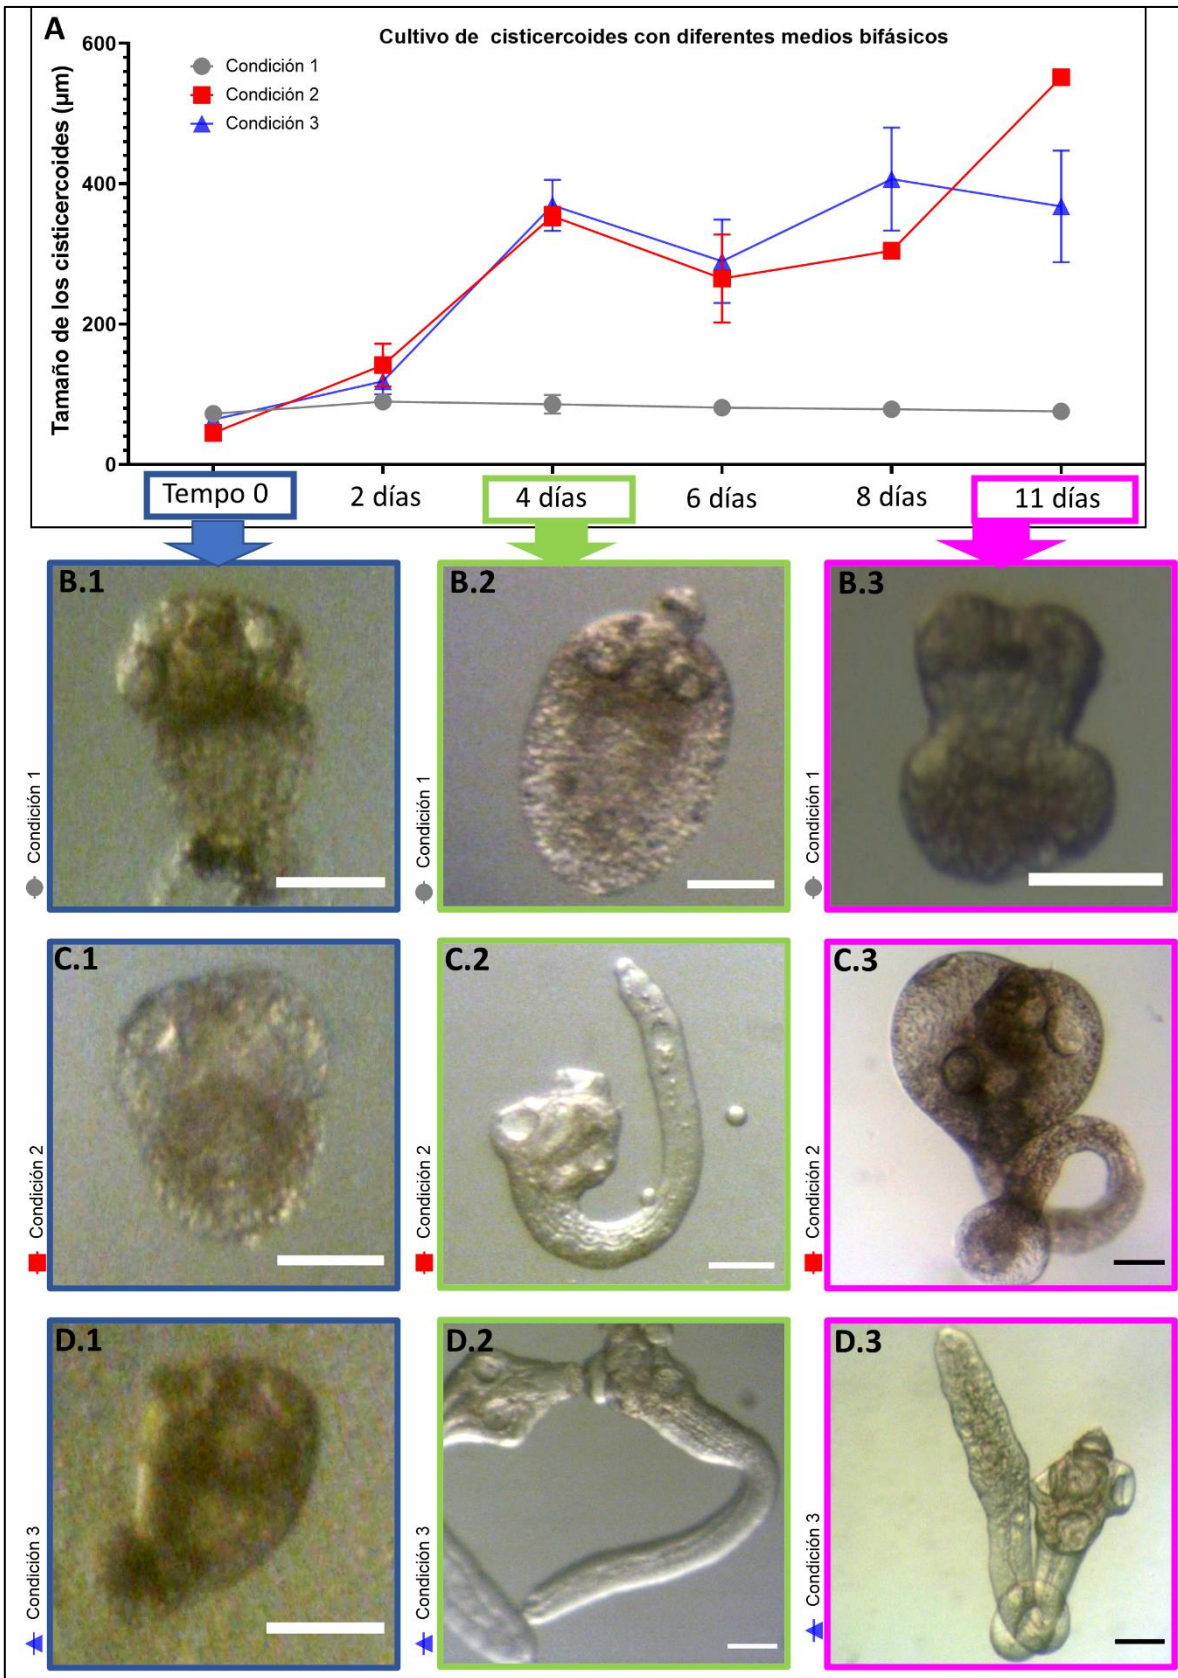 A
Cultivo de cisticercoides con diferentes medios bifásicos
Tamaño de los cisticercoides (µm)
600
400
200
0
Condición 1
Condición 2
Condición 3
Tempo 0
2 días
4 días
6 días
8 días
11 días
B.1
B.2
B.3
Condición 1
Condición 1
Condición 1
C.1
C.2
C.3
Condición 2
Condición 2
Condición 2
D.1
D.2
D.3
Condición 3
Condición 3
Condición 3